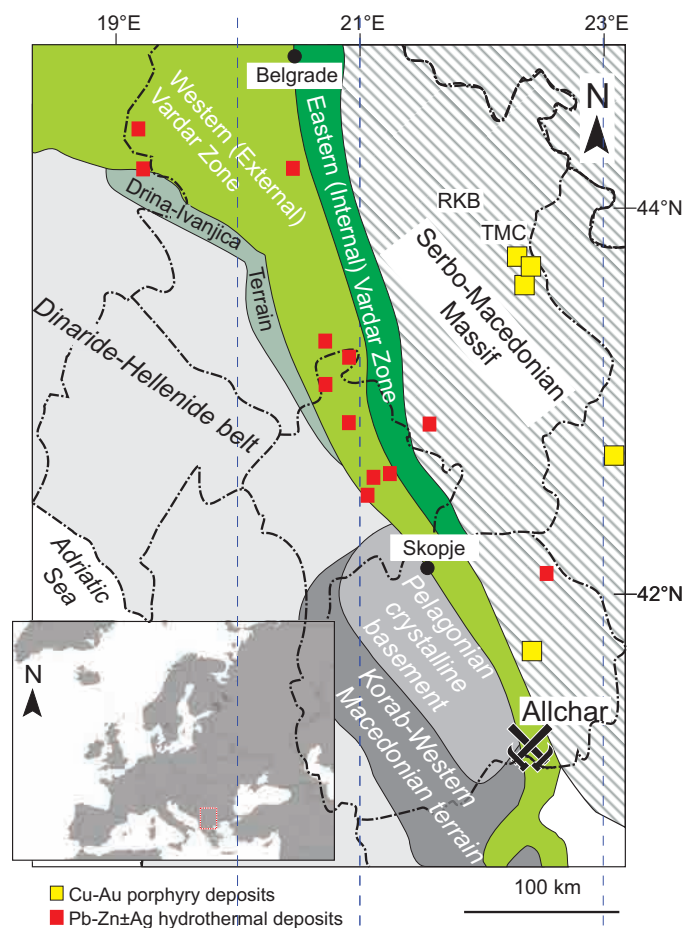 19°E
21°E
23°E
Belgrade
N
Western (External)
Vardar Zone
Eastern (Internal) Vardar Zone
RKB
44°N
TMC
Drina-Ivanjica
Terrain
Serbo-Macedonian
Massif
Dinaride-Hellenide belt
Skopje
Adriatic
Sea
42°N
Pelagonian
crystalline
basement
Korab-Western
Macedonian terrain
Allchar
N
Cu-Au porphyry deposits
Pb-Zn±Ag hydrothermal deposits
100 km